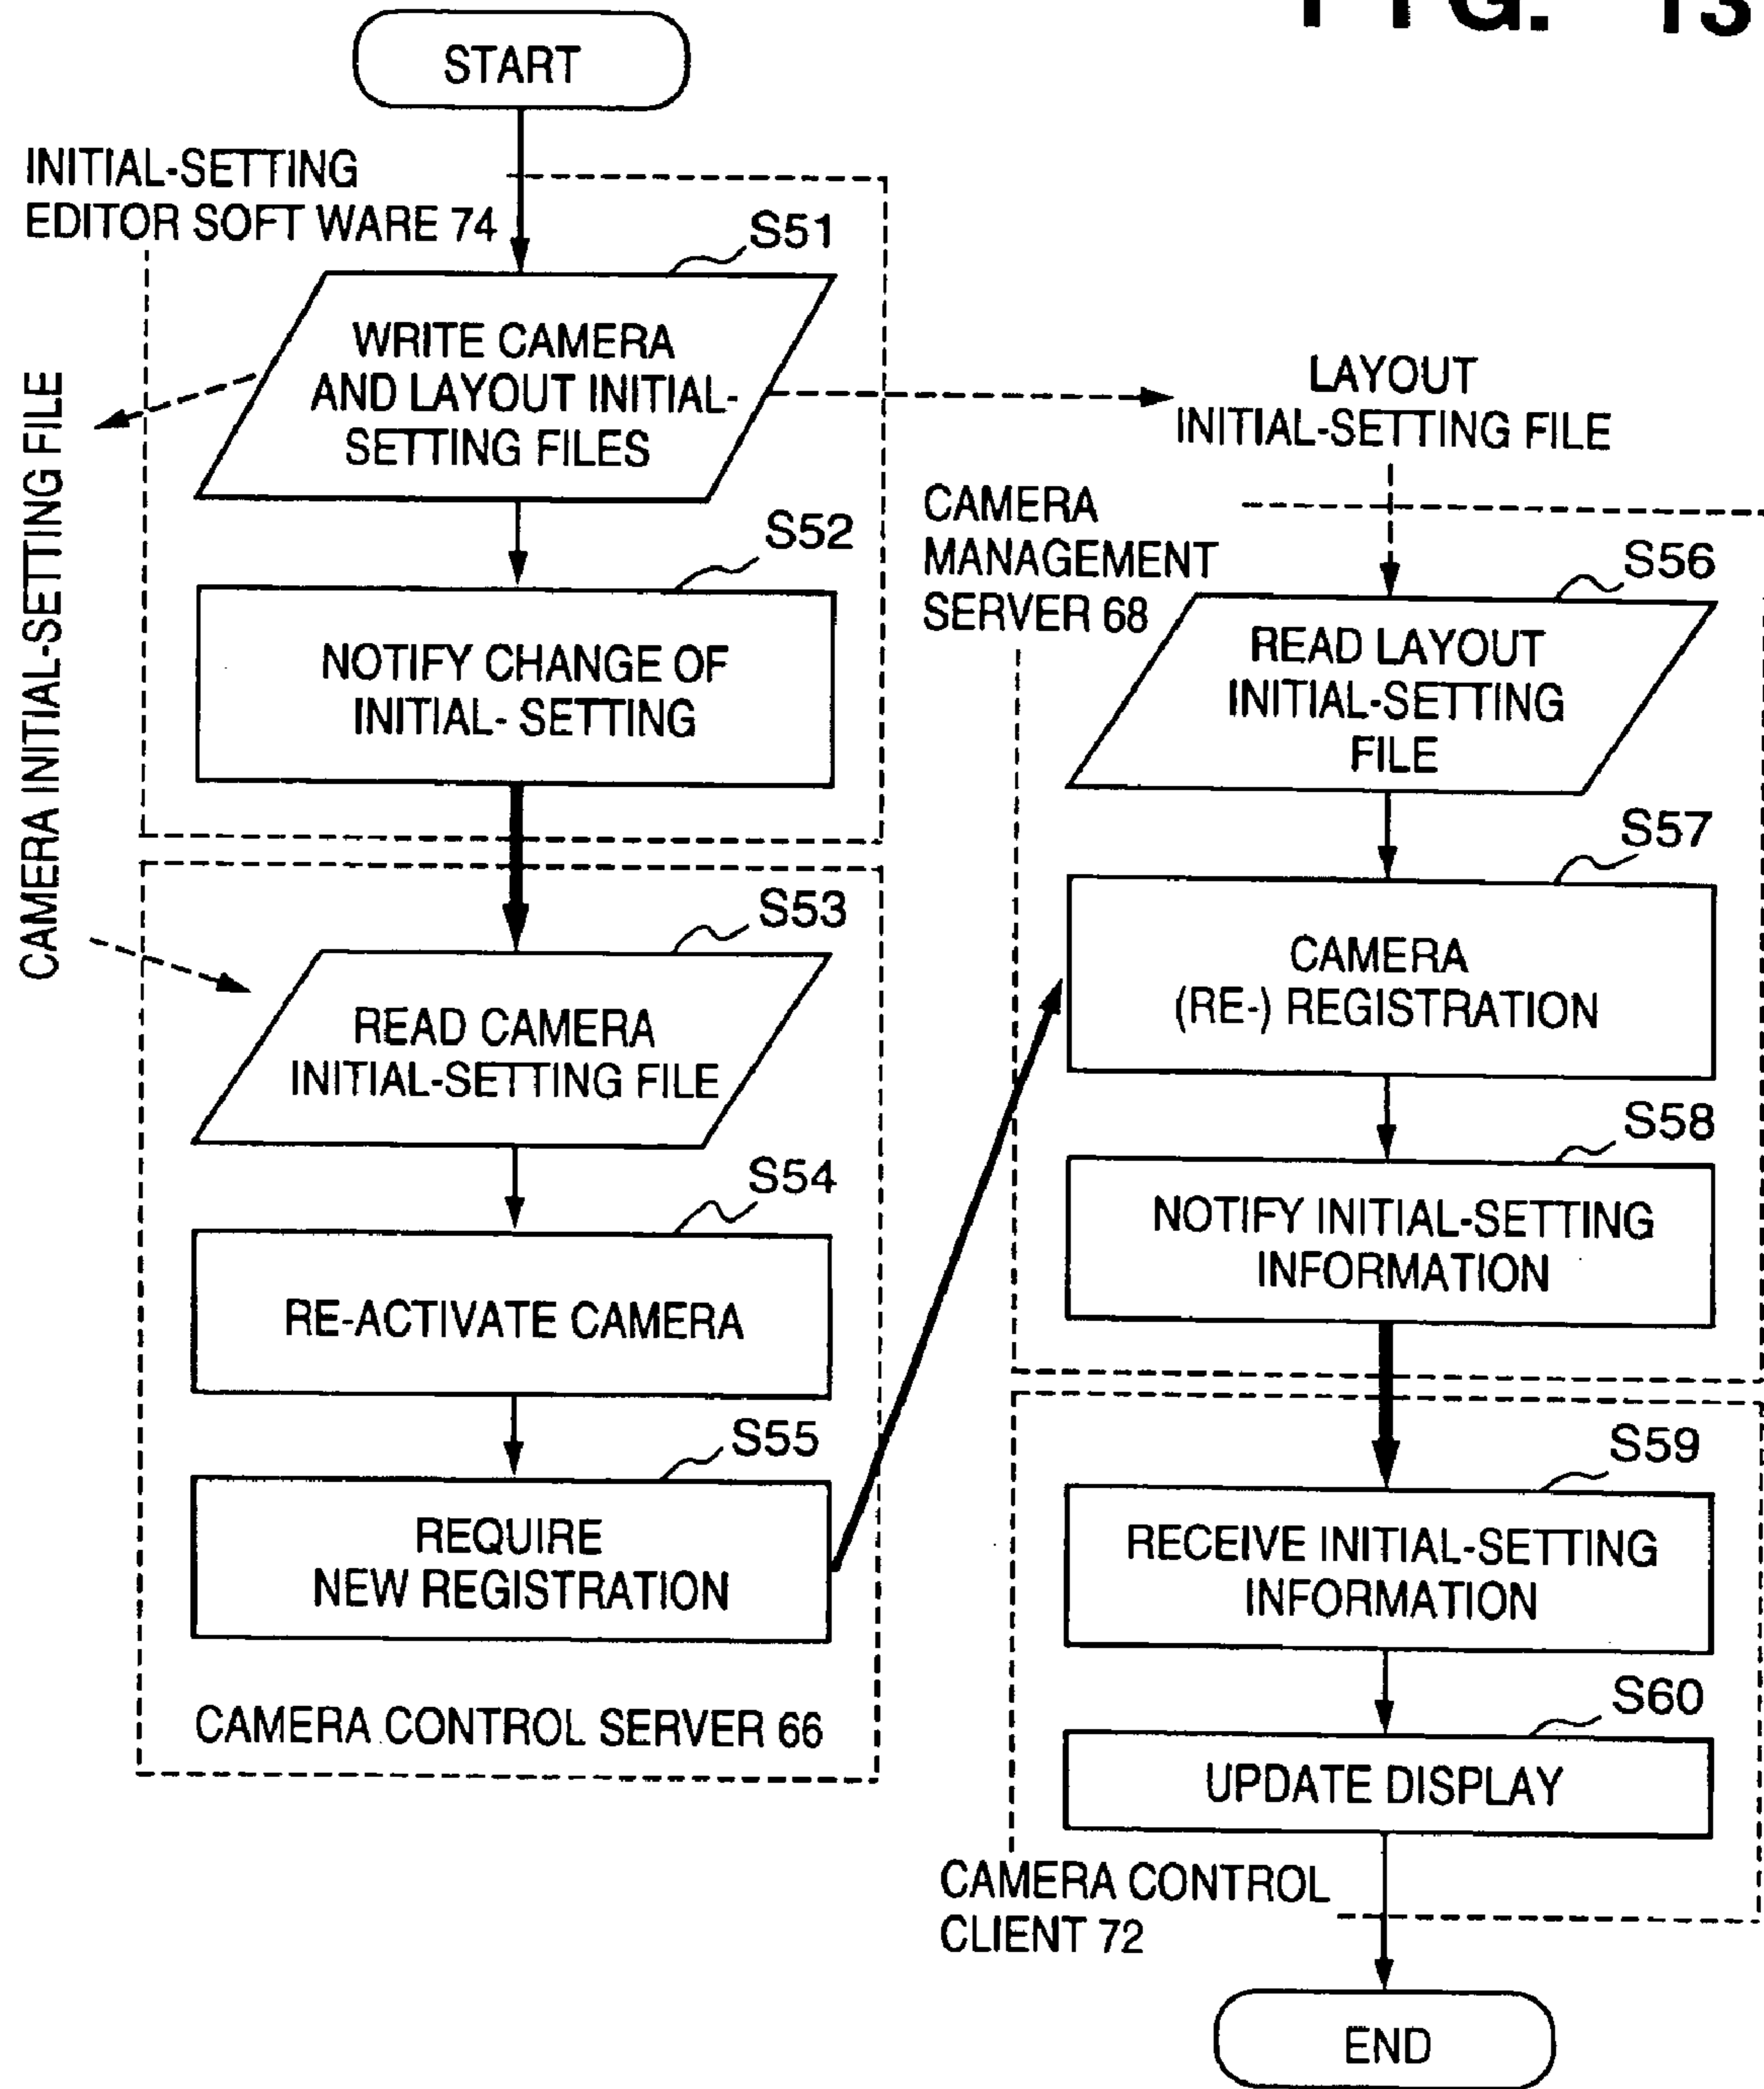 FIG. 13
START
INITIAL-SETTING
EDITOR SOFT WARE 74
S51
WRITE CAMERA
AND LAYOUT INITIAL-
SETTING FILES
S52
NOTIFY CHANGE OF
INITIAL- SETTING
CAMERA INITIAL-SETTING FILE
S53
READ CAMERA
INITIAL-SETTING FILE
S54
RE-ACTIVATE CAMERA
S55
REQUIRE
NEW REGISTRATION
CAMERA CONTROL SERVER 66
LAYOUT
INITIAL-SETTING FILE
CAMERA
MANAGEMENT
SERVER 68
S56
READ LAYOUT
INITIAL-SETTING
FILE
S57
CAMERA
(RE-) REGISTRATION
S58
NOTIFY INITIAL-SETTING
INFORMATION
S59
RECEIVE INITIAL-SETTING
INFORMATION
S60
UPDATE DISPLAY
CAMERA CONTROL
CLIENT 72
END